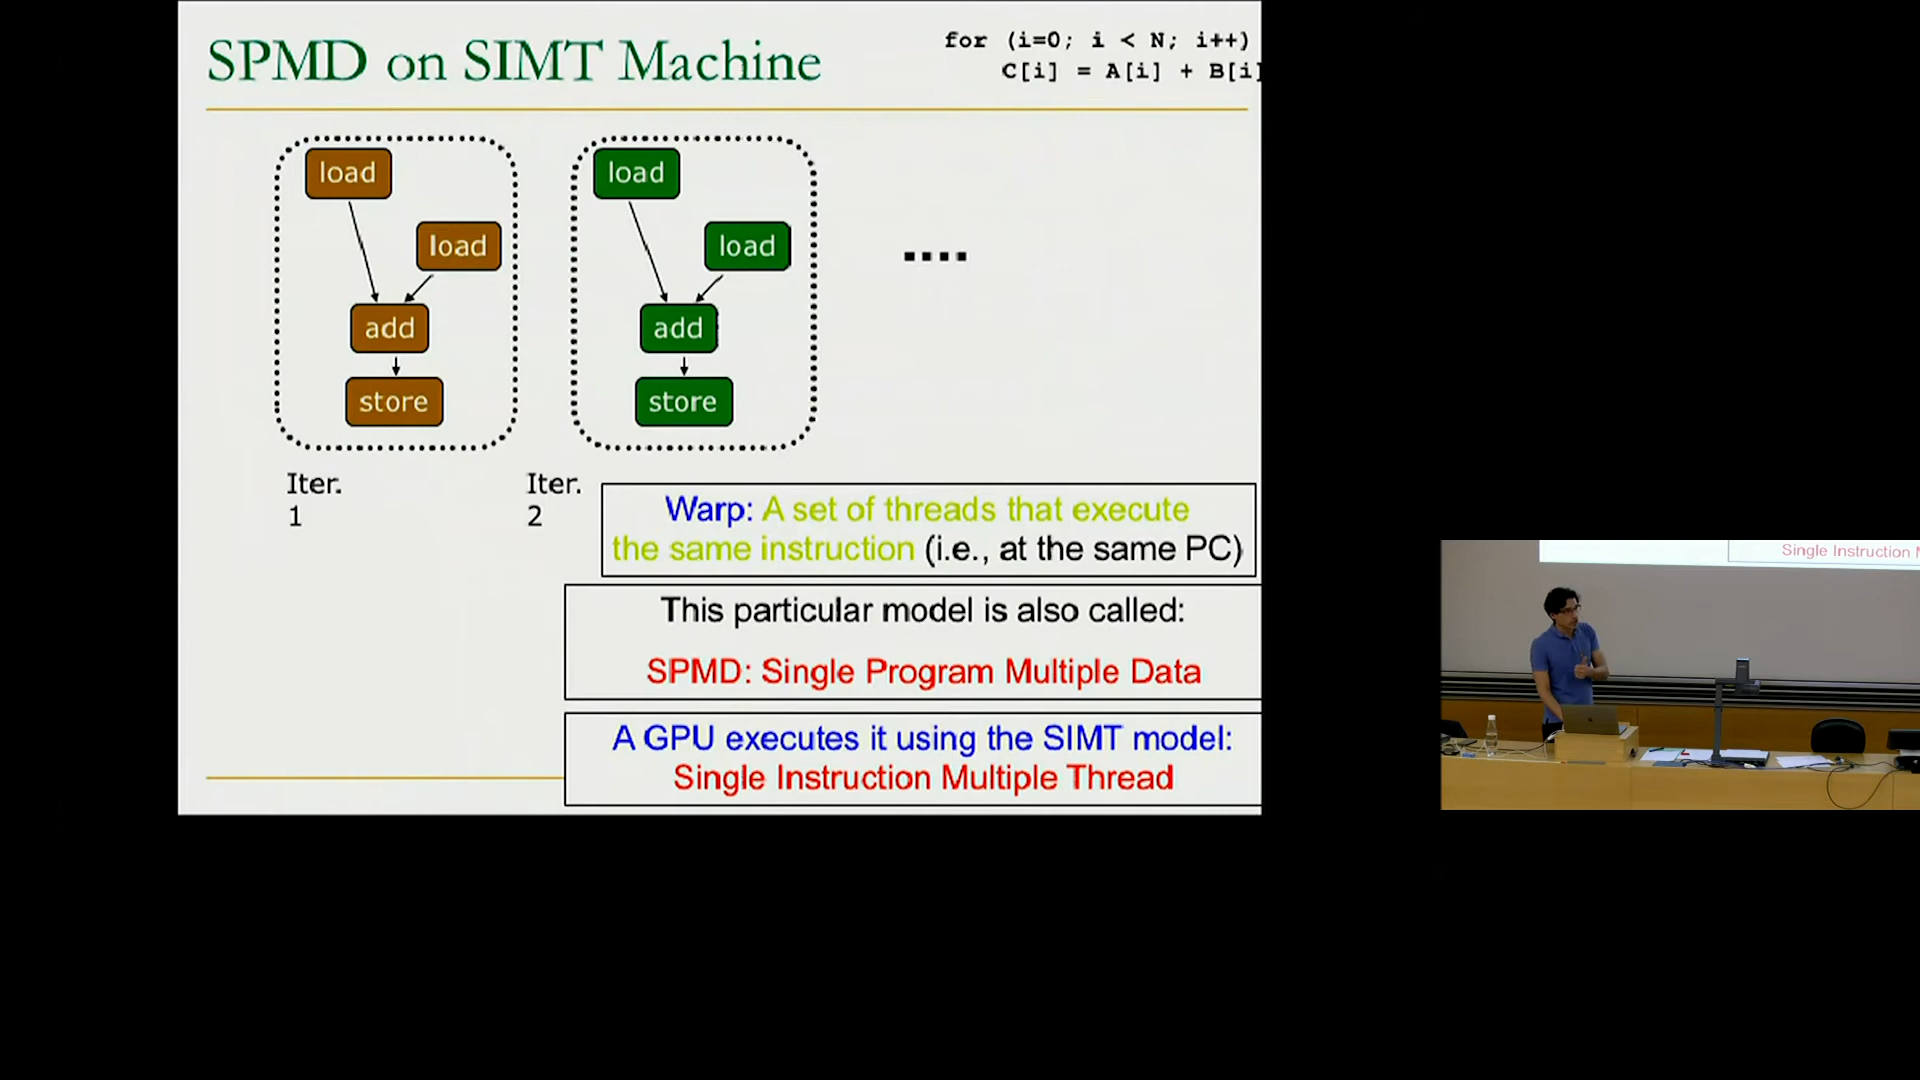 SPMD on SIMT Machine
for (i=0; i < N; i++)
C[i] = A[i] + B[i]
load
load
add
store
load
load
add
store
....
Iter.
1
Iter.
2
Warp: A set of threads that execute
the same instruction (i.e., at the same PC)
This particular model is also called:
SPMD: Single Program Multiple Data
A GPU executes it using the SIMT model:
Single Instruction Multiple Thread
Single Instruction